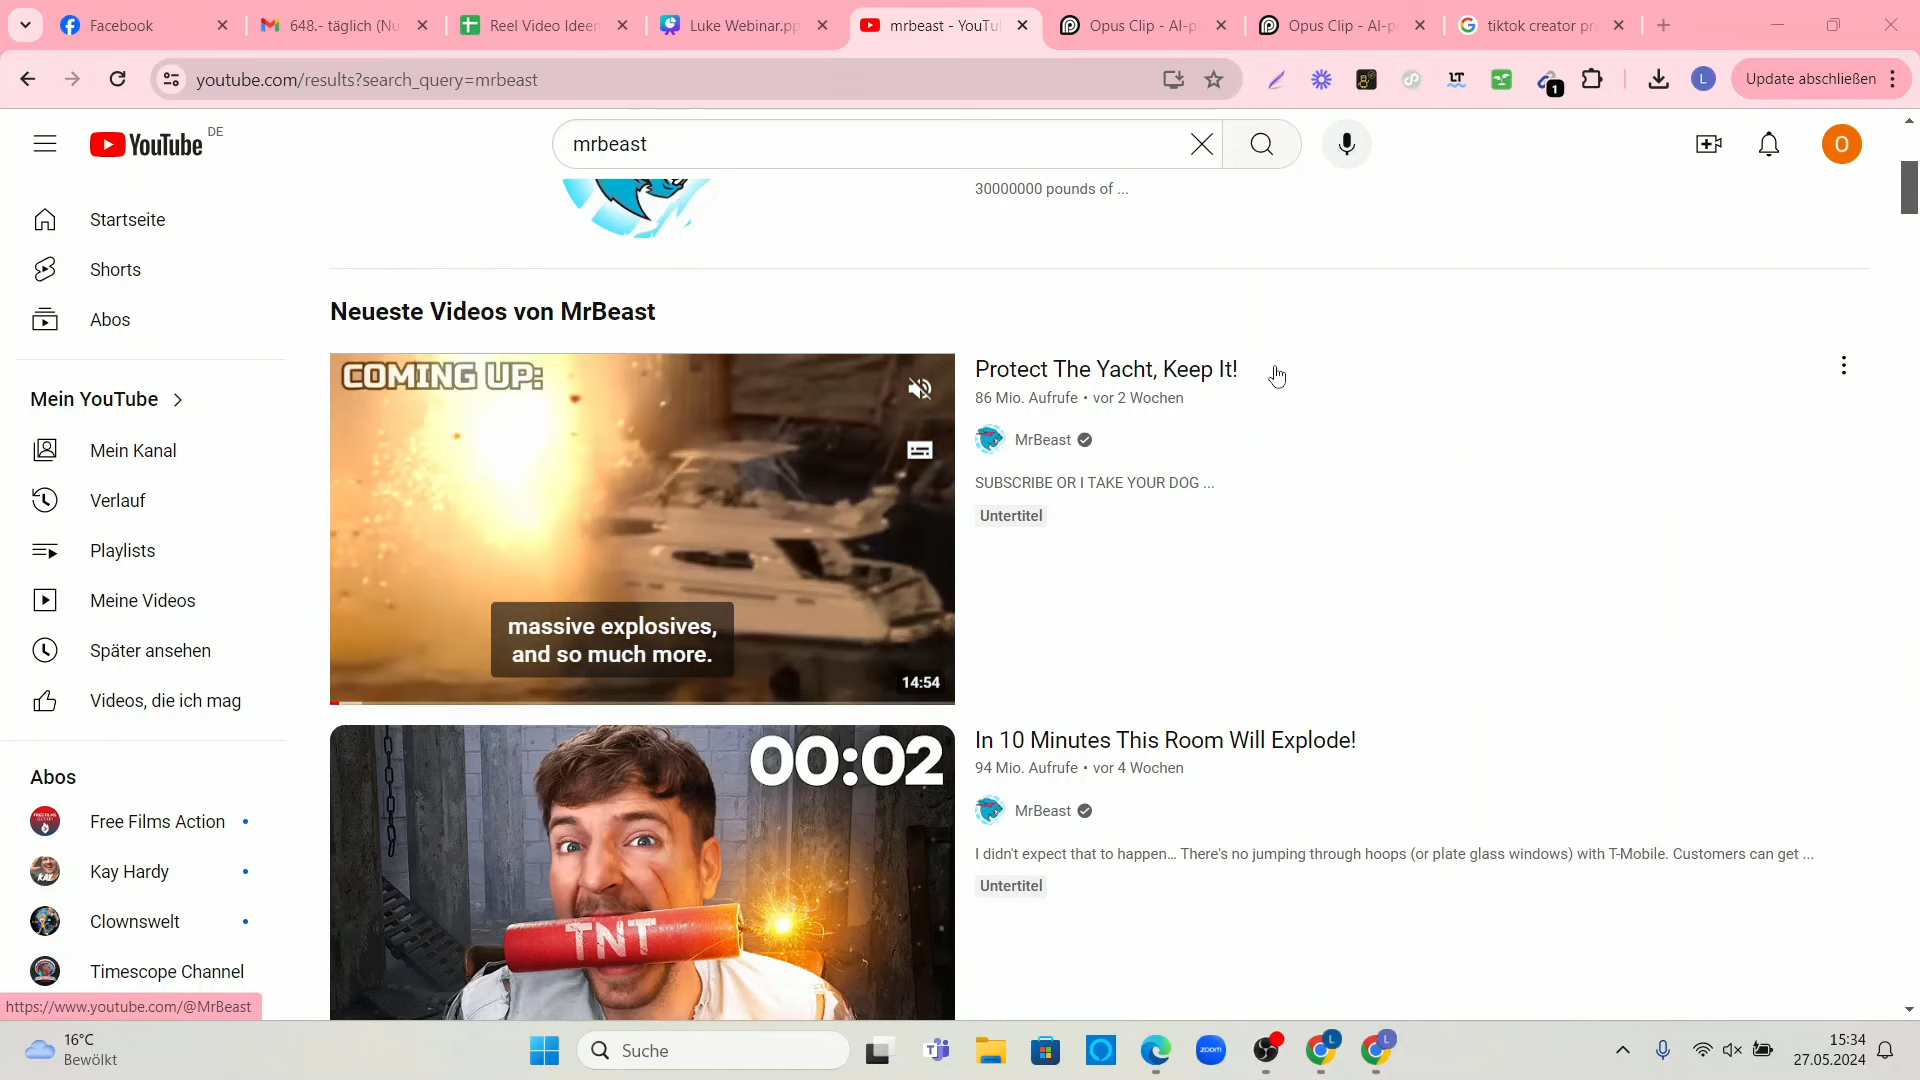 Facebook
648.- täglich (Nu
Reel Video Ideen
Luke Webinar.pp
mrbeast - YouTu
Opus Clip - AI-p
Opus Clip - AI-p
tiktok creator pr
youtube.com/results?search_query=mrbeast
LT
1
L
Update abschließen
YouTube DE
mrbeast
O
30000000 pounds of ...
Startseite
Shorts
Abos
Mein YouTube
Mein Kanal
Verlauf
Playlists
Meine Videos
Später ansehen
Videos, die ich mag
Abos
Free Films Action
Kay Hardy
Clownswelt
Timescope Channel
https://www.youtube.com/@MrBeast
Neueste Videos von MrBeast
COMING UP:
massive explosives,
and so much more.
14:54
Protect The Yacht, Keep It!
86 Mio. Aufrufe • vor 2 Wochen
MrBeast
SUBSCRIBE OR I TAKE YOUR DOG ...
Untertitel
00:02
TNT
In 10 Minutes This Room Will Explode!
94 Mio. Aufrufe • vor 4 Wochen
MrBeast
I didn't expect that to happen... There's no jumping through hoops (or plate glass windows) with T-Mobile. Customers can get ...
Untertitel
16°C
Bewölkt
Suche
zoom
L
L
15:34
27.05.2024